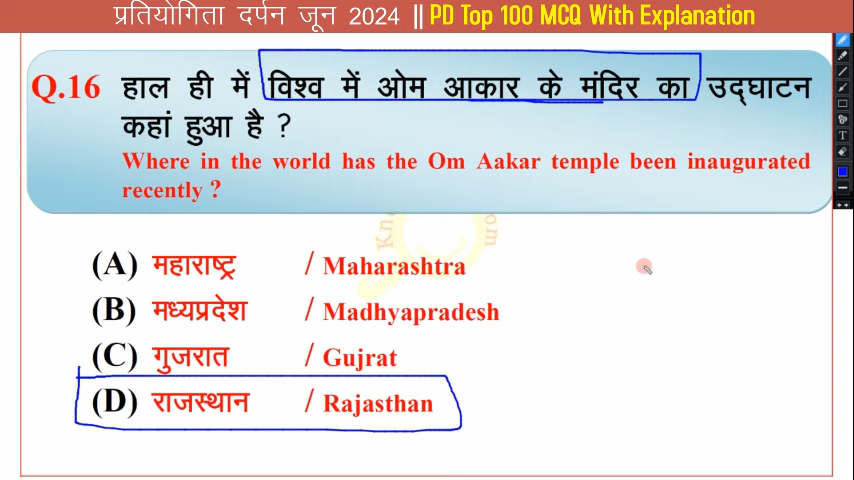 प्रतियोगिता दर्पन जून 2024 || PD Top 100 MCQ With Explanation
Q.16 हाल ही में विश्व में ओम आकार के मंदिर का उद्घाटन
कहां हुआ है ?
Where in the world has the Om Aakar temple been inaugurated
recently ?
(A) महाराष्ट्र / Maharashtra
(B) मध्यप्रदेश / Madhyapradesh
(C) गुजरात / Gujrat
(D) राजस्थान / Rajasthan